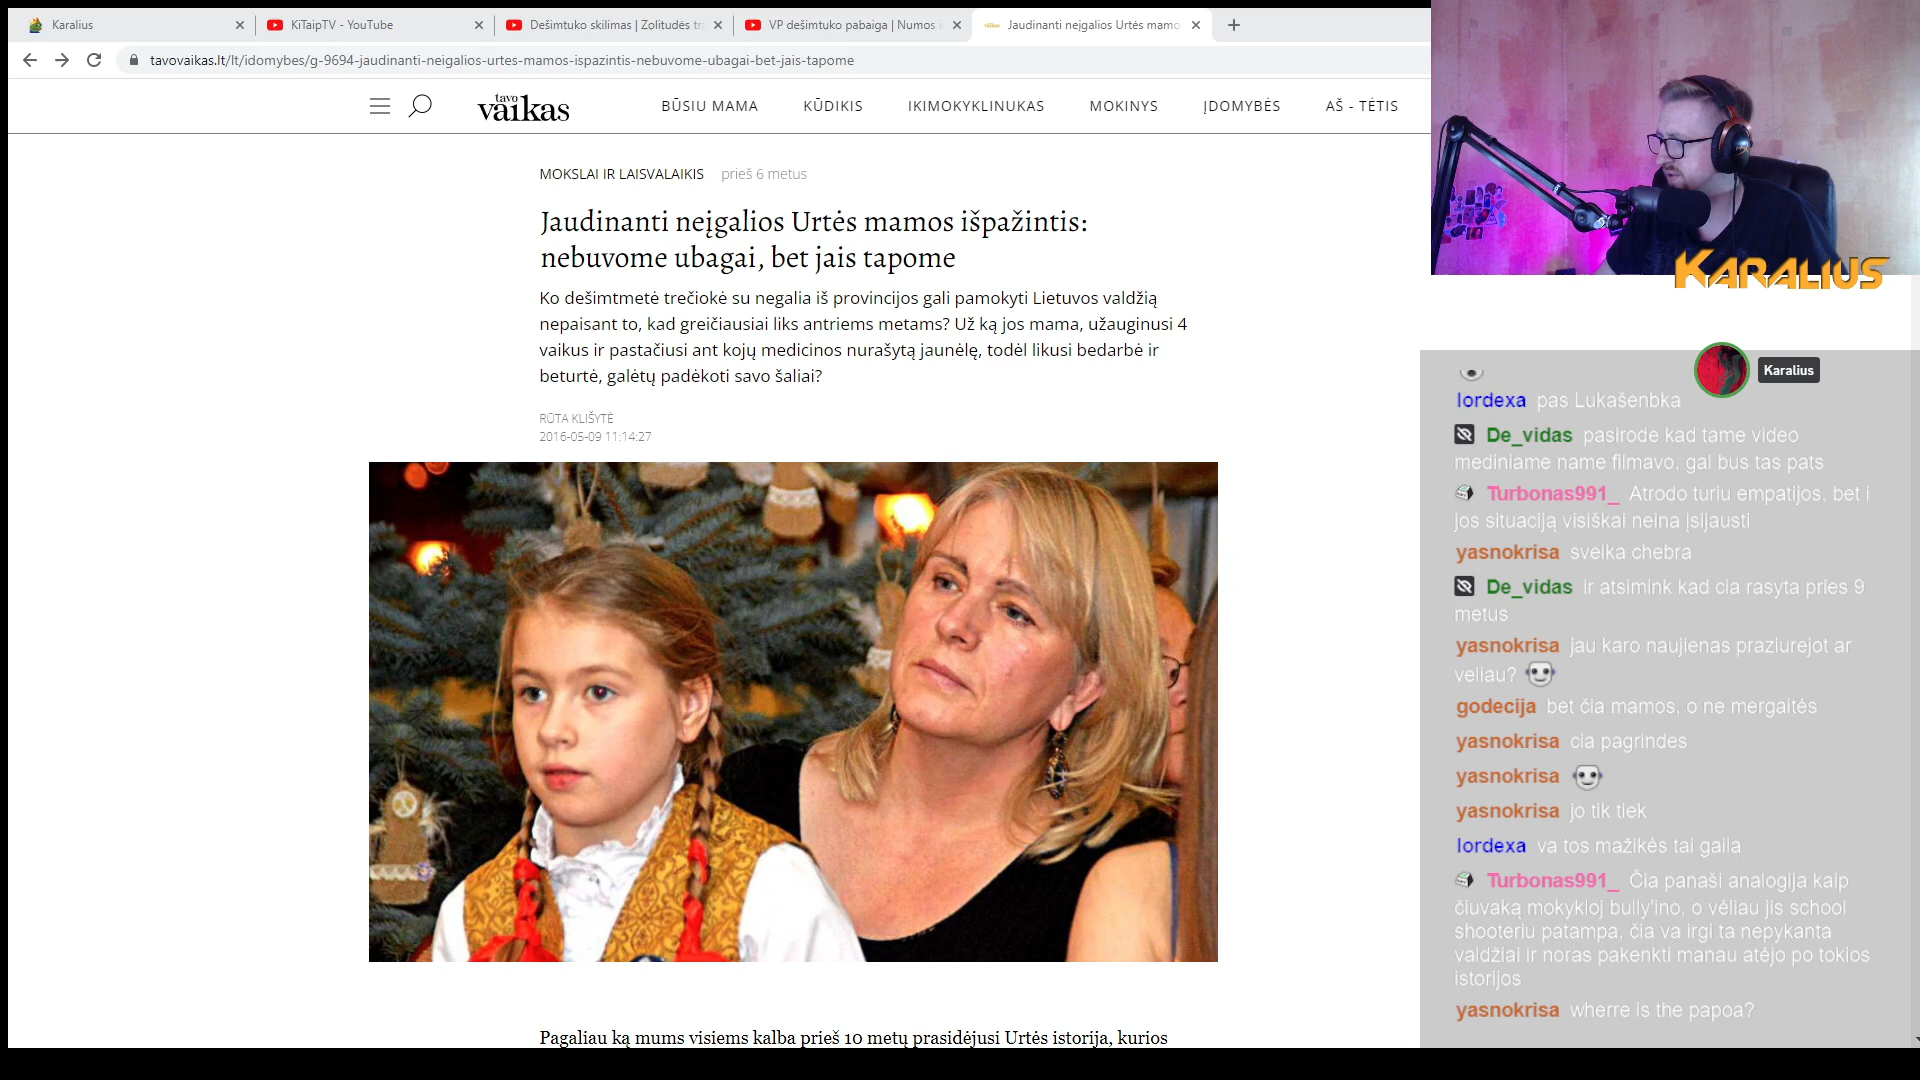 Karalius
KiTaipTV - YouTube
Dešimtuko skilimas | Zolitudės tr
VP dešimtuko pabaiga | Numos i
Jaudinanti neįgalios Urtės mamo
tavovaikas.lt/lt/idomybes/g-9694-jaudinanti-neigalios-urtes-mamos-ispazintis-nebuvome-ubagai-bet-jais-tapome
tavo
vaikas
BŪSIU MAMA
KŪDIKIS
IKIMOKYKLINUKAS
MOKINYS
ĮDOMYBĖS
AŠ - TĖTIS
MOKSLAI IR LAISVALAIKIS prieš 6 metus
Jaudinanti neįgalios Urtės mamos išpažintis:
nebuvome ubagai, bet jais tapome
Ko dešimtmetė trečiokė su negalia iš provincijos gali pamokyti Lietuvos valdžią
nepaisant to, kad greičiausiai liks antriems metams? Už ką jos mama, užauginusi 4
vaikus ir pastačiusi ant kojų medicinos nurašytą jaunėlę, todėl likusi bedarbė ir
beturtė, galėtų padėkoti savo šaliai?
RŪTA KLIŠYTĖ
2016-05-09 11:14:27
Pagaliau ką mums visiems kalba prieš 10 metų prasidėjusi Urtės istorija, kurios
KARALIUS
Karalius
lordexa pas Lukašenbka
De_vidas pasirode kad tame video
mediniame name filmavo, gal bus tas pats
Turbonas991_ Atrodo turiu empatijos, bet i
jos situaciją visiškai neina įsijausti
yasnokrisa sveika chebra
De_vidas ir atsimink kad cia rasyta pries 9
metus
yasnokrisa jau karo naujienas praziurejot ar
veliau?
godecija bet čia mamos, o ne mergaitės
yasnokrisa cia pagrindes
yasnokrisa
yasnokrisa jo tik tiek
lordexa va tos mažikės tai gaila
Turbonas991_ Čia panaši analogija kaip
čiuvaką mokykloj bully'ino, o vėliau jis school
shooteriu patampa, čia va irgi ta nepykanta
valdžiai ir noras pakenkti manau atėjo po tokios
istorijos
yasnokrisa wherre is the papoa?